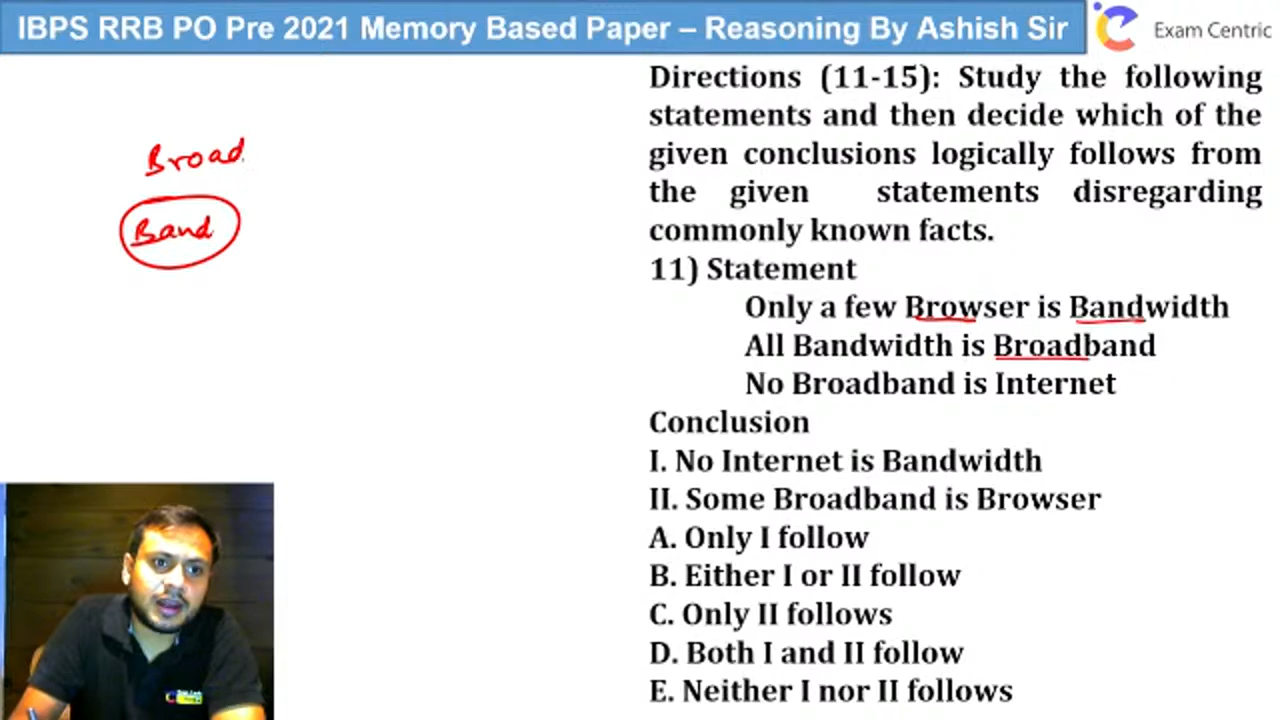 IBPS RRB PO Pre 2021 Memory Based Paper – Reasoning By Ashish Sir
Exam Centric
Broad
Band
Directions (11-15): Study the following
statements and then decide which of the
given conclusions logically follows from
the given statements disregarding
commonly known facts.
11) Statement
Only a few Browser is Bandwidth
All Bandwidth is Broadband
No Broadband is Internet
Conclusion
I. No Internet is Bandwidth
II. Some Broadband is Browser
A. Only I follow
B. Either I or II follow
C. Only II follows
D. Both I and II follow
E. Neither I nor II follows